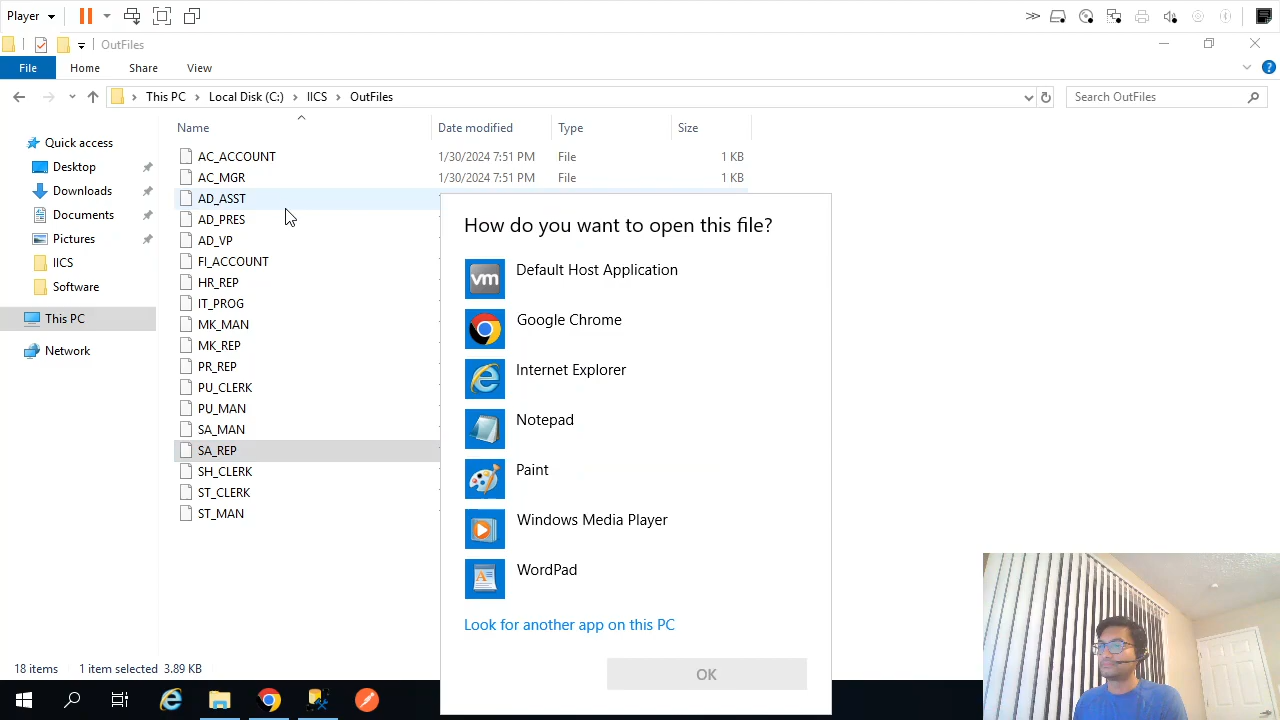 Player
OutFiles
File Home Share View
This PC Local Disk (C:) IICS OutFiles Search OutFiles
Name Date modified Type Size
Quick access
Desktop
Downloads
Documents
Pictures
IICS
Software
This PC
Network
AC_ACCOUNT 1/30/2024 7:51 PM File 1 KB
AC_MGR 1/30/2024 7:51 PM File 1 KB
AD_ASST
AD_PRES
AD_VP
FI_ACCOUNT
HR_REP
IT_PROG
MK_MAN
MK_REP
PR_REP
PU_CLERK
PU_MAN
SA_MAN
SA_REP
SH_CLERK
ST_CLERK
ST_MAN
How do you want to open this file?
vm Default Host Application
Google Chrome
Internet Explorer
Notepad
Paint
Windows Media Player
WordPad
Look for another app on this PC
OK
18 items 1 item selected 3.89 KB